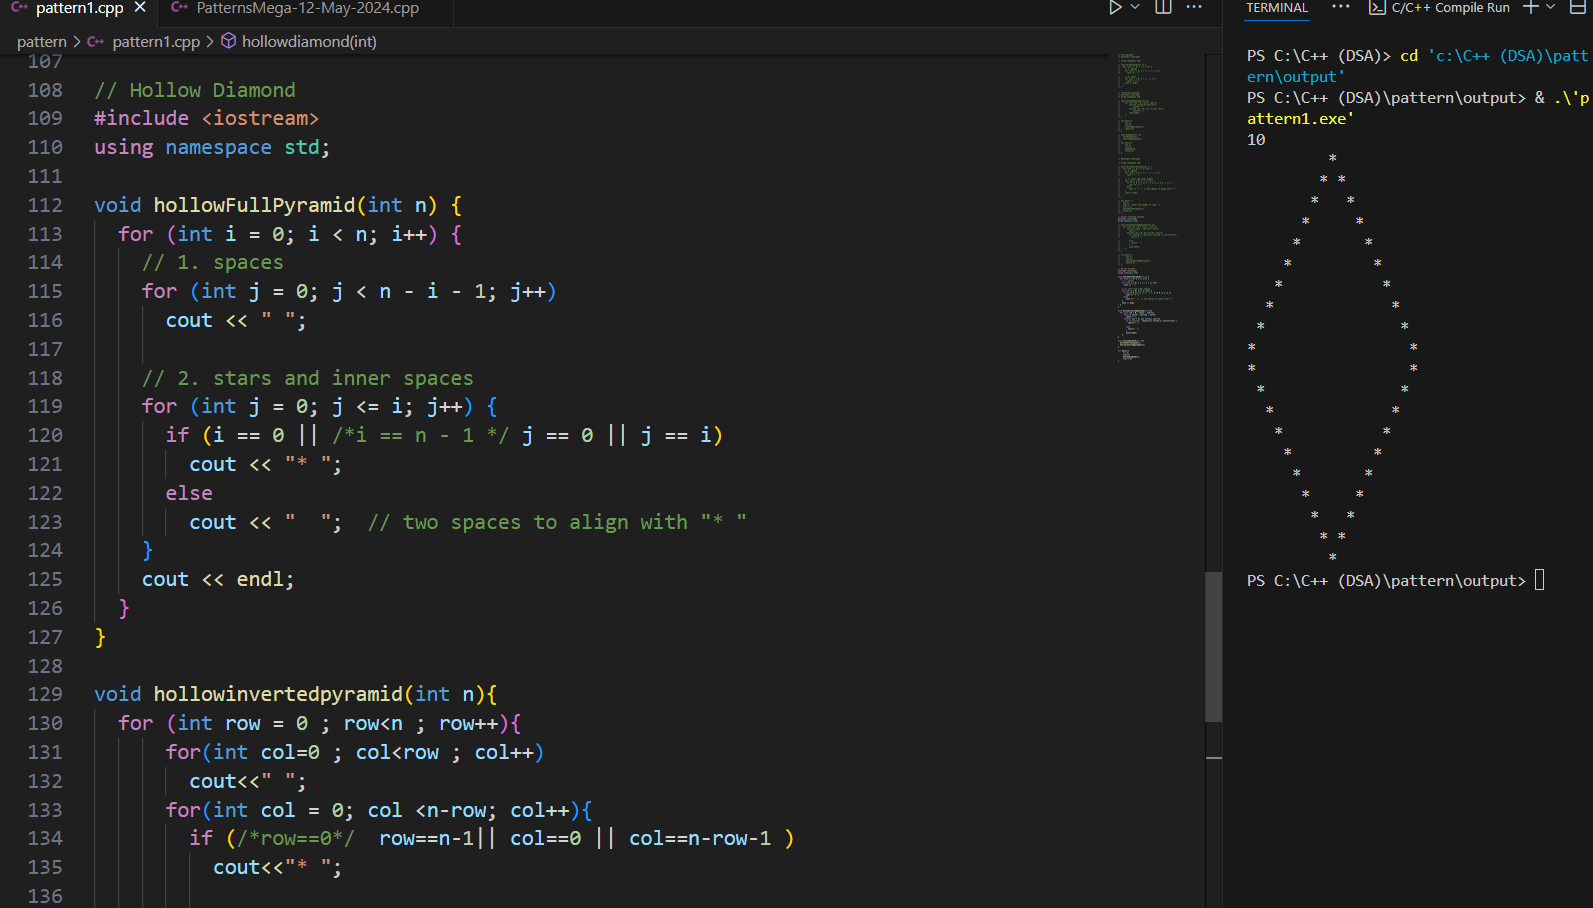 pattern1.cpp × PatternsMega-12-May-2024.cpp
pattern > pattern1.cpp > hollowdiamond(int)
107
108 // Hollow Diamond
109 #include <iostream>
110 using namespace std;
111
112 void hollowFullPyramid(int n) {
113   for (int i = 0; i < n; i++) {
114     // 1. spaces
115     for (int j = 0; j < n - i - 1; j++)
116       cout << " ";
117
118     // 2. stars and inner spaces
119     for (int j = 0; j <= i; j++) {
120       if (i == 0 || /*i == n - 1 */ j == 0 || j == i)
121         cout << "* ";
122       else
123         cout << "  ";  // two spaces to align with "* "
124     }
125     cout << endl;
126   }
127 }
128
129 void hollowinvertedpyramid(int n){
130   for (int row = 0 ; row<n ; row++){
131       for(int col=0 ; col<row ; col++)
132         cout<<" ";
133       for(int col = 0; col <n-row; col++){
134         if (/*row==0*/  row==n-1|| col==0 || col==n-row-1 )
135           cout<<"* ";
136
TERMINAL ··· C/C++ Compile Run
PS C:\C++ (DSA)> cd 'c:\C++ (DSA)\patt
ern\output'
PS C:\C++ (DSA)\pattern\output> & .\'p
attern1.exe'
10
         *
        * *
       *   *
      *     *
     *       *
    *         *
   *           *
  *             *
 *               *
*                 *
*                 *
 *               *
  *             *
   *           *
    *         *
     *       *
      *     *
       *   *
        * *
         *
PS C:\C++ (DSA)\pattern\output>